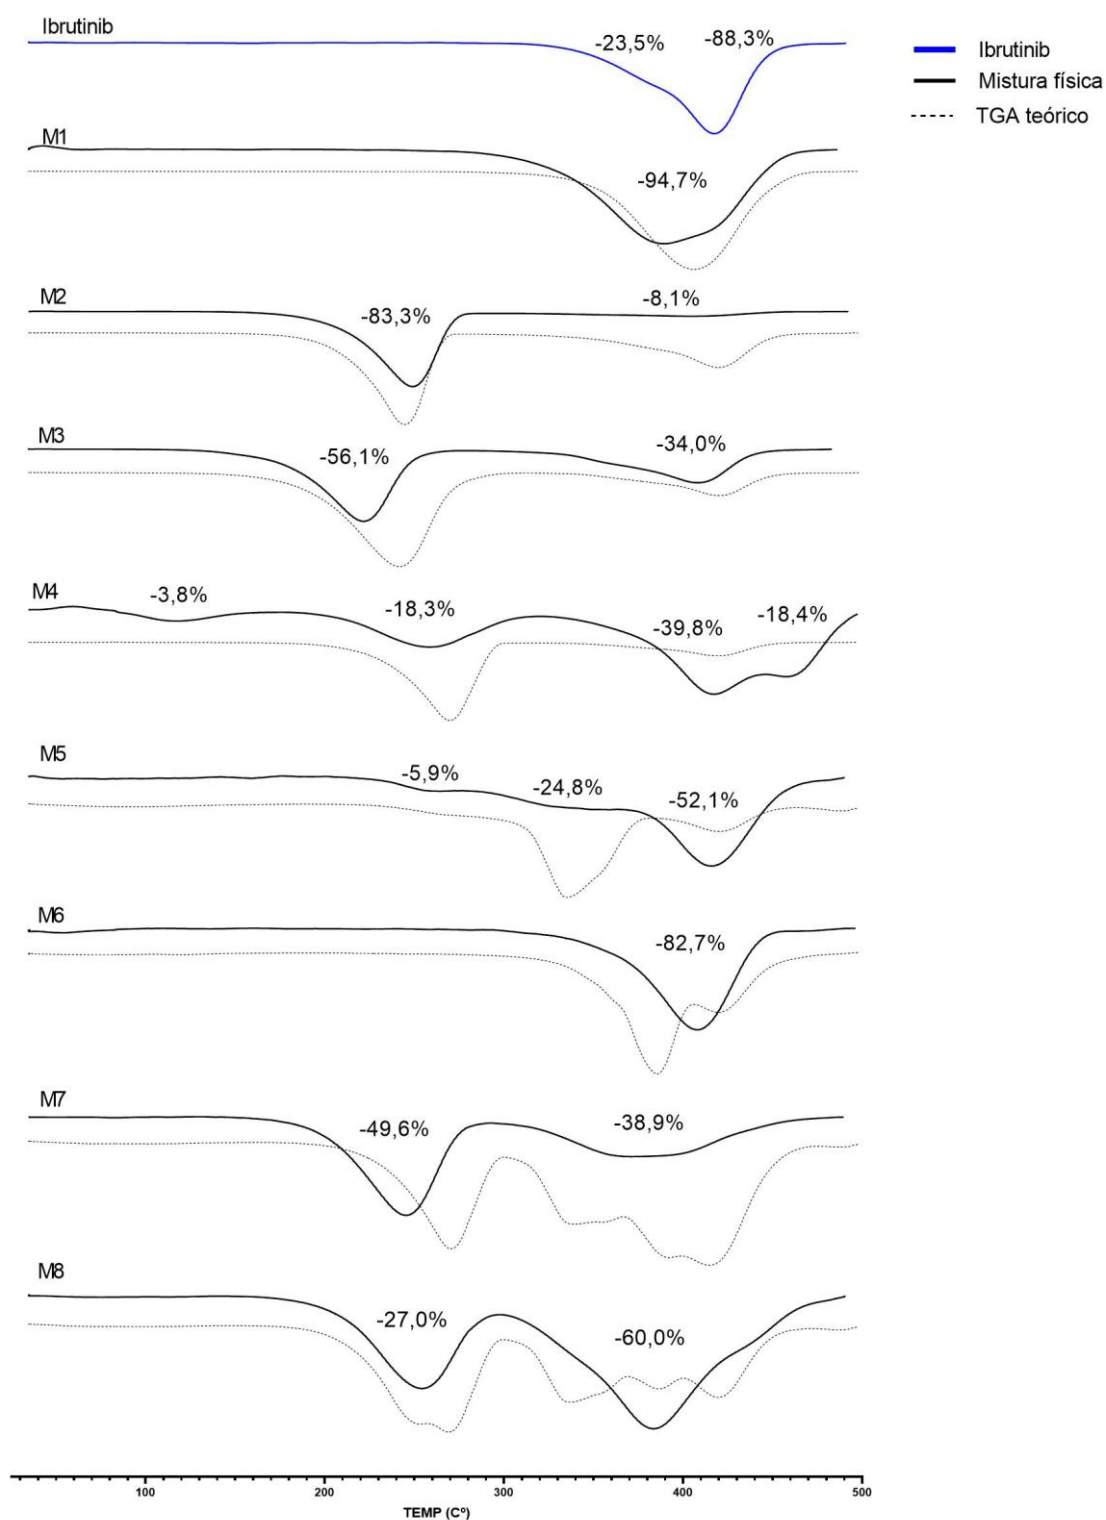 Ibrutinib
-23,5%
-88,3%
Ibrutinib
Mistura física
TGA teórico
M1
-94,7%
M2
-83,3%
-8,1%
M3
-56,1%
-34,0%
M4
-3,8%
-18,3%
-39,8%
-18,4%
M5
-5,9%
-24,8%
-52,1%
M6
-82,7%
M7
-49,6%
-38,9%
M8
-27,0%
-60,0%
100 200 300 400 500
TEMP (Cº)